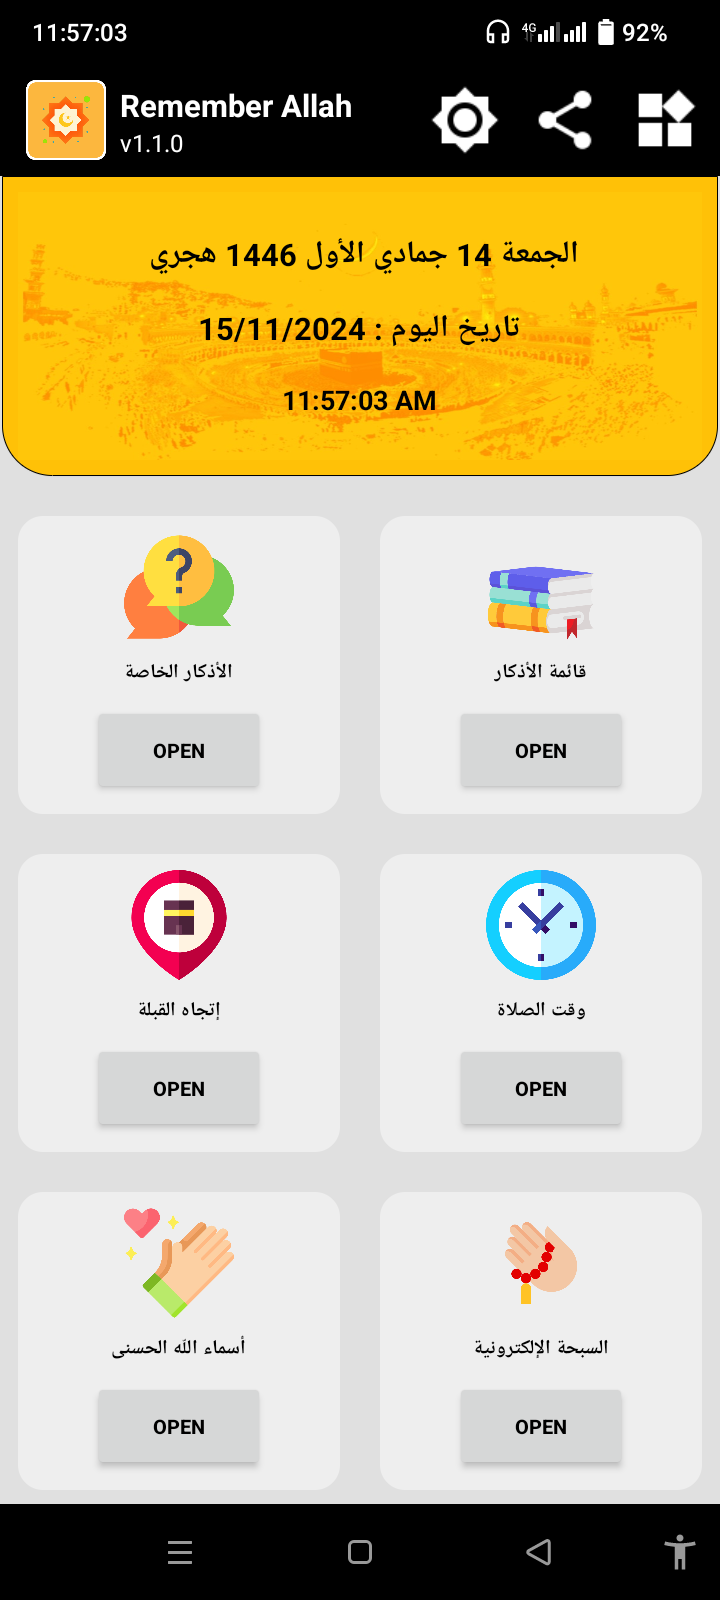 11:57:03
4G
92%
Remember Allah
v1.1.0
الجمعة 14 جمادي الأول 1446 هجري
تاريخ اليوم : 15/11/2024
11:57:03 AM
?
قائمة الأذكار
OPEN
الأذكار الخاصة
OPEN
وقت الصلاة
OPEN
إتجاه القبلة
OPEN
السبحة الإلكترونية
OPEN
أسماء الله الحسنى
OPEN